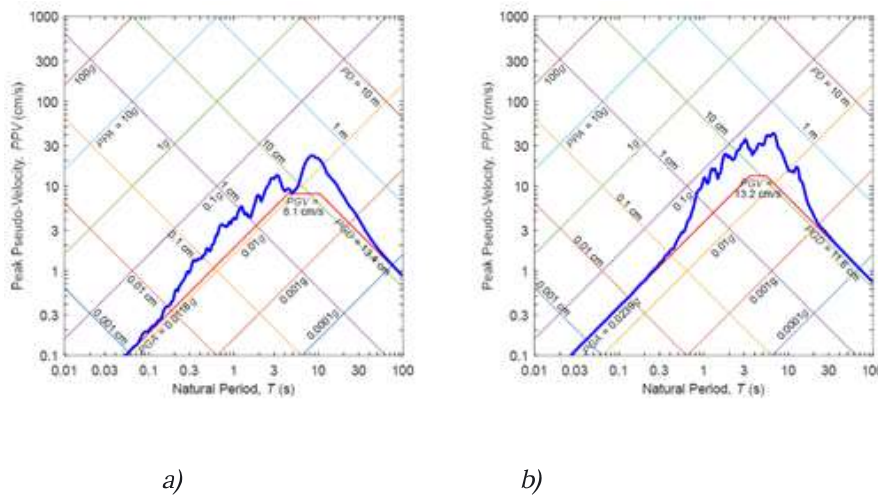 1000
300
100
30
10
3
1
0.3
0.1
0.01 0.03 0.1 0.3 1 3 10 30 100
Natural Period, T (s)
Peak Pseudo-Velocity, PPV (cm/s)
100g
PPA = 10g
1g
0.1g
0.01g
0.001g
0.0001g
PD = 10 m
1 m
10 cm
1 cm
0.1 cm
0.01 cm
0.001 cm
PGV =
8.1 cm/s
PGD = 13.4 cm
PGA = 0.0118g
a)
1000
300
100
30
10
3
1
0.3
0.1
0.01 0.03 0.1 0.3 1 3 10 30 100
Natural Period, T (s)
Peak Pseudo-Velocity, PPV (cm/s)
100g
PPA = 10g
1g
0.1g
0.01g
0.001g
0.0001g
PD = 10 m
1 m
10 cm
1 cm
0.1 cm
0.01 cm
0.001 cm
PGV =
13.2 cm/s
PGD = 11.6 cm
PGA = 0.0239g
b)